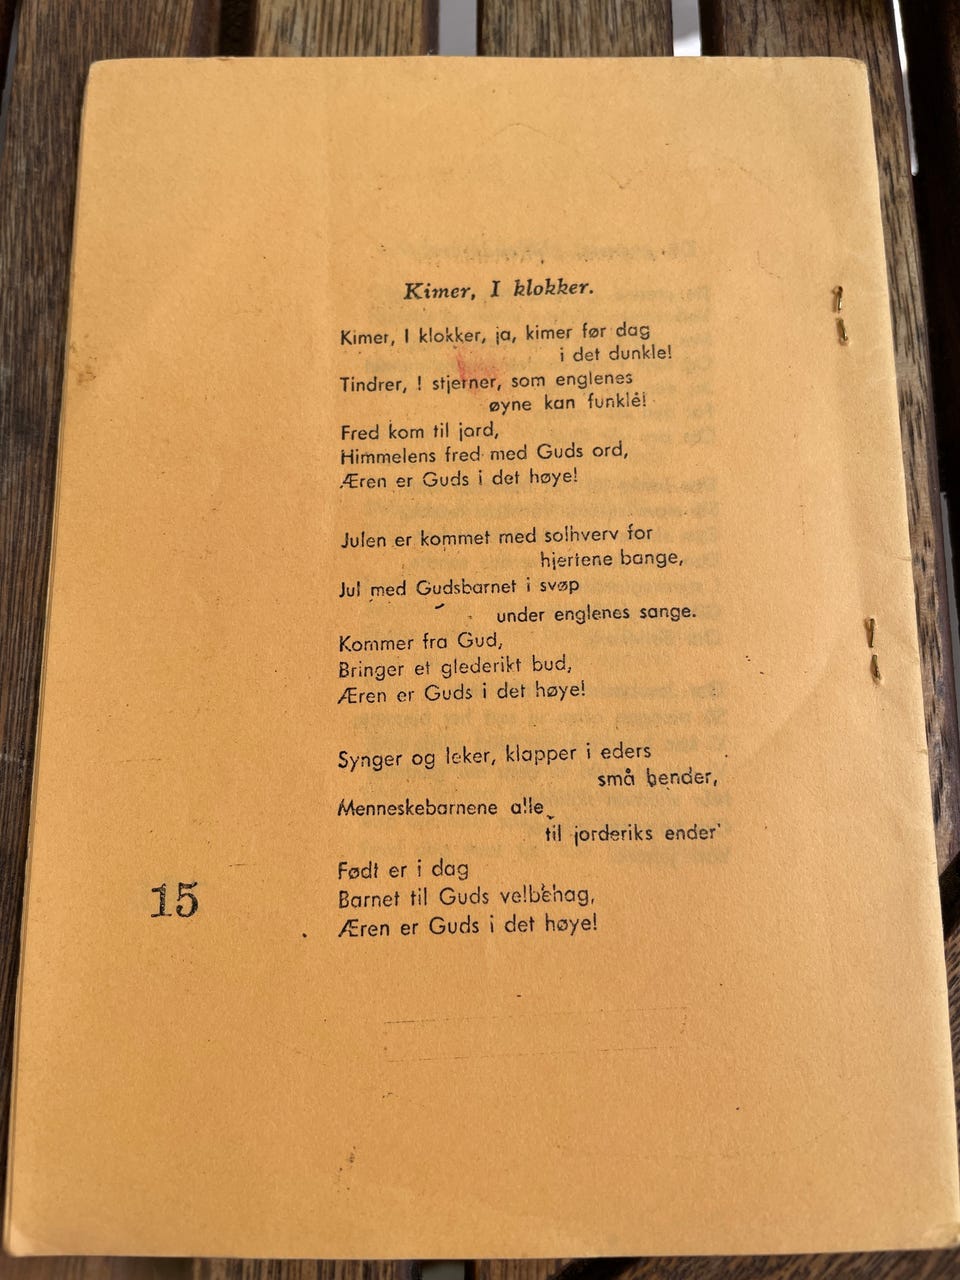 Kimer, I klokker.
Kimer, I klokker, ja, kimer før dag
i det dunkle!
Tindrer, ! stjerner, som englenes
øyne kan funkle!
Fred kom til jord,
Himmelens fred med Guds ord,
Æren er Guds i det høye!
Julen er kommet med solhverv for
hjertene bange,
Jul med Gudsbarnet i svøp
under englenes sange.
Kommer fra Gud,
Bringer et glederikt bud,
Æren er Guds i det høye!
Synger og leker, klapper i eders
små hender,
Menneskebarnene alle
til jorderiks ender'
Født er i dag
Barnet til Guds velbehag,
Æren er Guds i det høye!
15